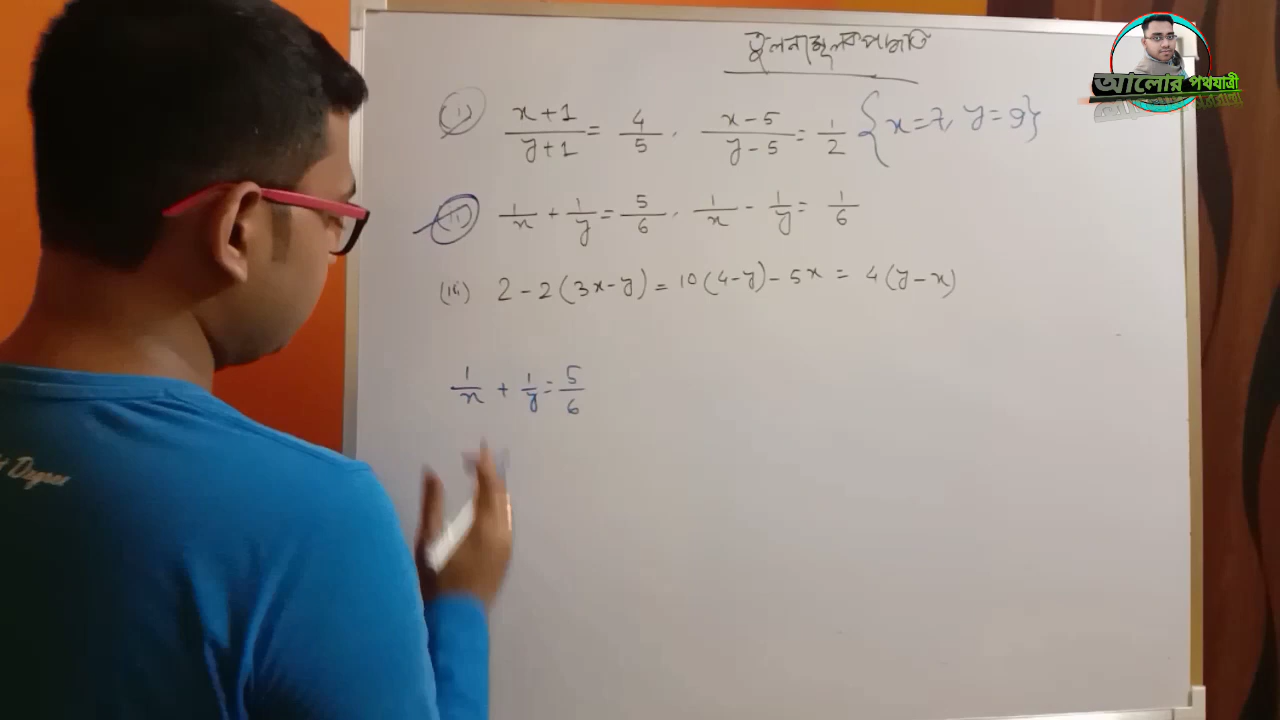 তুলনামূলক পদ্ধতি
আলোর পথযাত্রী
(i) x+1/y+1 = 4/5, x-5/y-5 = 1/2 {x=7, y=9}
(ii) 1/x + 1/y = 5/6, 1/x - 1/y = 1/6
(iii) 2-2(3x-y) = 10(4-y)-5x = 4(y-x)
1/x + 1/y = 5/6